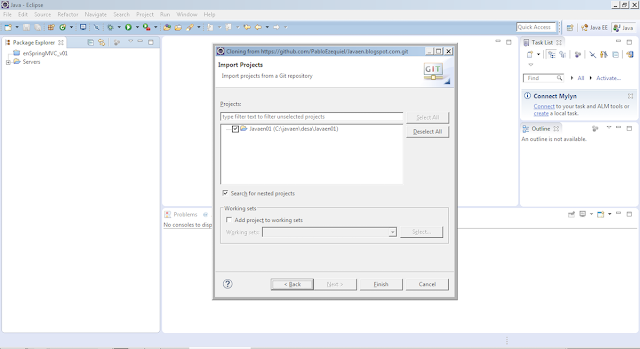 Java - Eclipse
File Edit Source Refactor Navigate Search Project Run Window Help
Quick Access
Java EE
Java
Package Explorer
enSpringMVC_v01
Servers
Cloning from https://github.com/PabloEzequiel/Javaen.blogspot.com.git
Import Projects
Import projects from a Git repository
GIT
Projects:
type filter text to filter unselected projects
Select All
Javaen01 (C:\javaen\desa\Javaen01)
Deselect All
Search for nested projects
Working sets
Add project to working sets
Working sets:
Select...
< Back
Next >
Finish
Cancel
Task List
Find
All
Activate...
Connect Mylyn
Connect to your task and ALM tools or
create a local task.
Outline
An outline is not available.
Problems
No consoles to disp